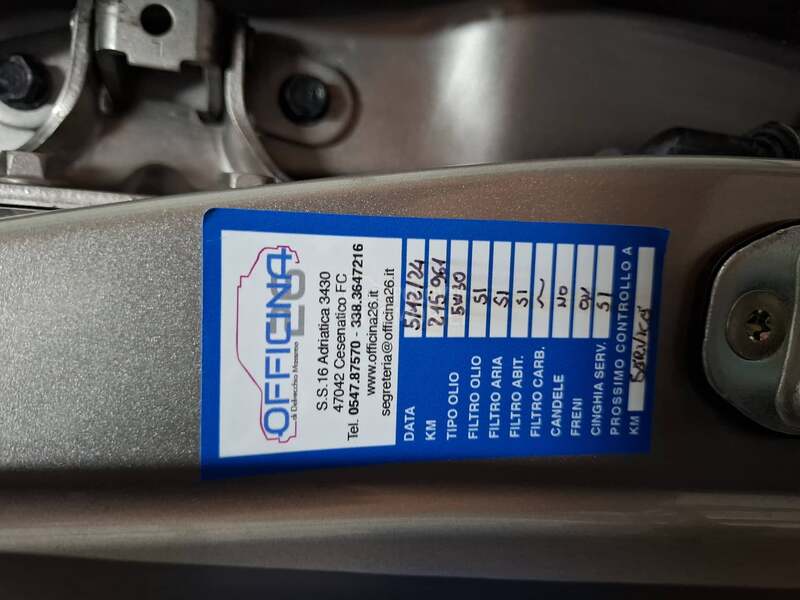 OFFICINA
26
di Delvecchio Massimo
S.S.16 Adriatica 3430
47042 Cesenatico FC
Tel. 0547.87570 - 338.3647216
www.officina26.it
segreteria@officina26.it
DATA 5/12/24
KM 215961
TIPO OLIO 5W30
FILTRO OLIO SI
FILTRO ARIA SI
FILTRO ABIT. SI
FILTRO CARB. ~
CANDELE NO
FRENI
CINGHIA SERV. SI
PROSSIMO CONTROLLO A
KM